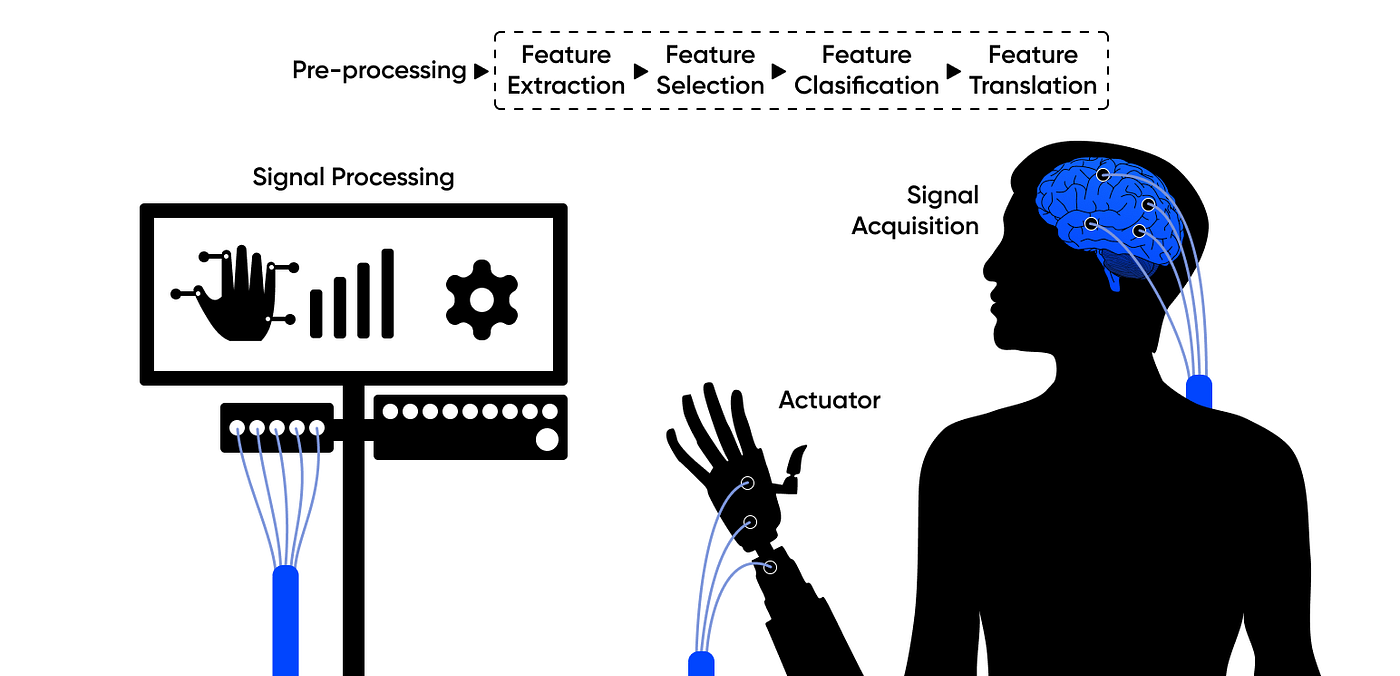 Pre-processing
Feature
Extraction
Feature
Selection
Feature
Clasification
Feature
Translation
Signal Processing
Signal
Acquisition
Actuator